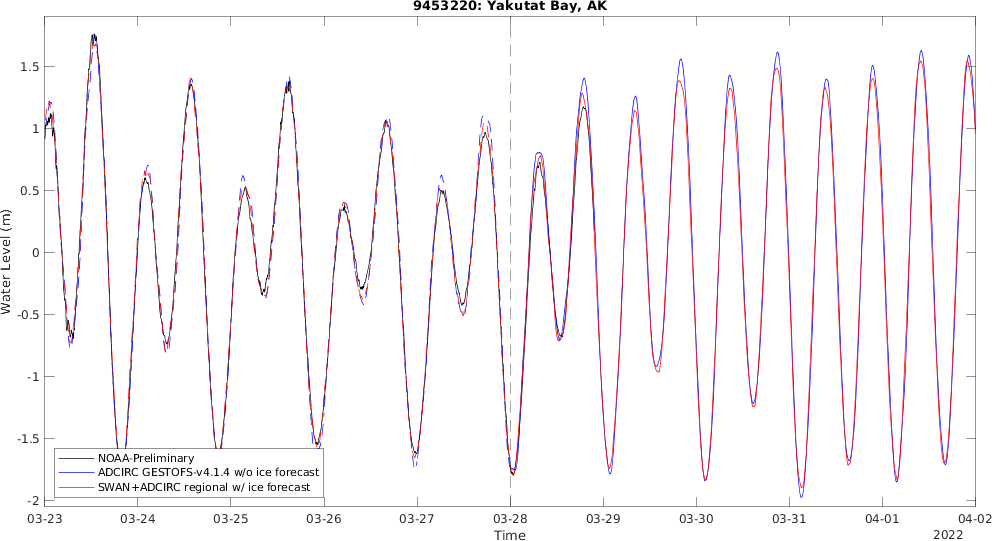 9453220: Yakutat Bay, AK
Water Level (m)
1.5
1
0.5
0
-0.5
-1
-1.5
-2
NOAA-Preliminary
ADCIRC GESTOFS-v4.1.4 w/o ice forecast
SWAN+ADCIRC regional w/ ice forecast
03-23 03-24 03-25 03-26 03-27 03-28 03-29 03-30 03-31 04-01 04-02
Time
2022